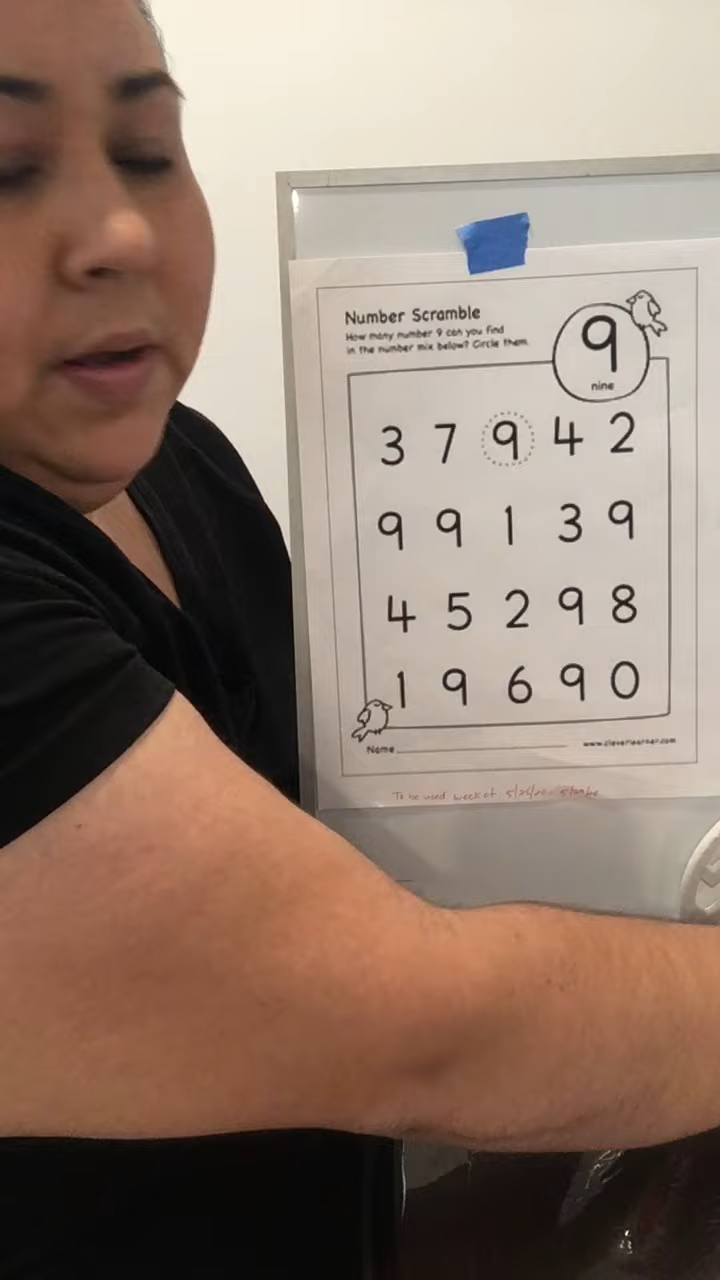 Number Scramble
How many number 9 can you find
in the number mix below? Circle them.
9
nine
3 7 9 4 2
9 9 1 3 9
4 5 2 9 8
1 9 6 9 0
Name
www.cleverlearner.com
To be used week of